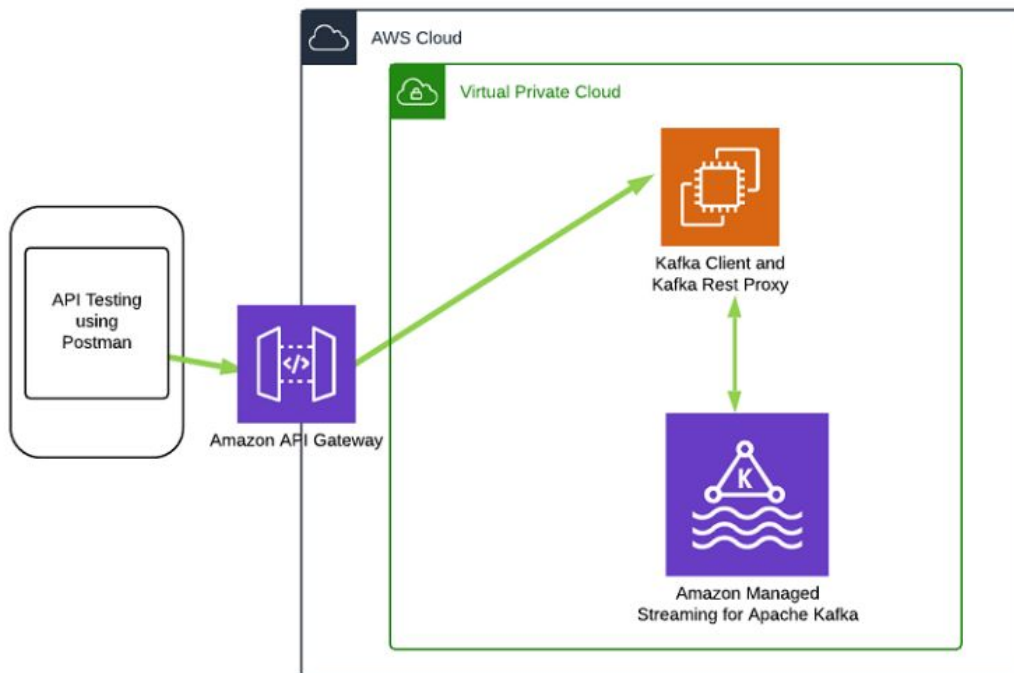 AWS Cloud
Virtual Private Cloud
API Testing
using
Postman
</>
Amazon API Gateway
Kafka Client and
Kafka Rest Proxy
K
Amazon Managed
Streaming for Apache Kafka